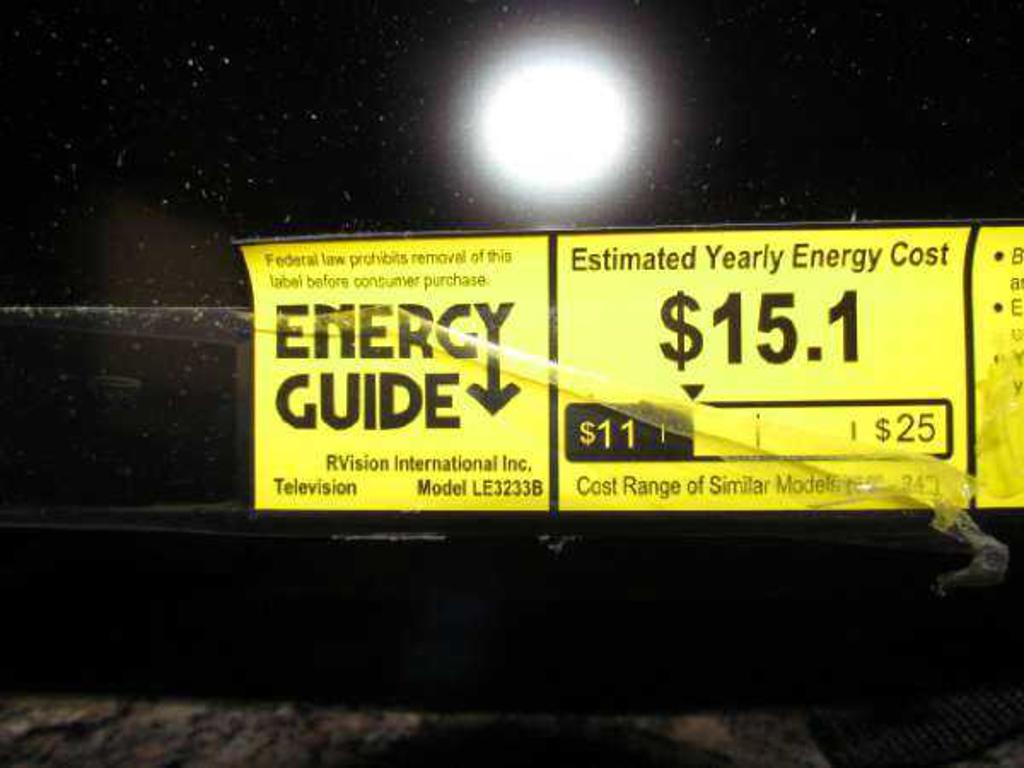 Federal law prohibits removal of this
label before consumer purchase.
ENERGY
GUIDE
RVision International Inc.
Television Model LE3233B
Estimated Yearly Energy Cost
$15.1
$11 $25
Cost Range of Similar Models
• B
• E